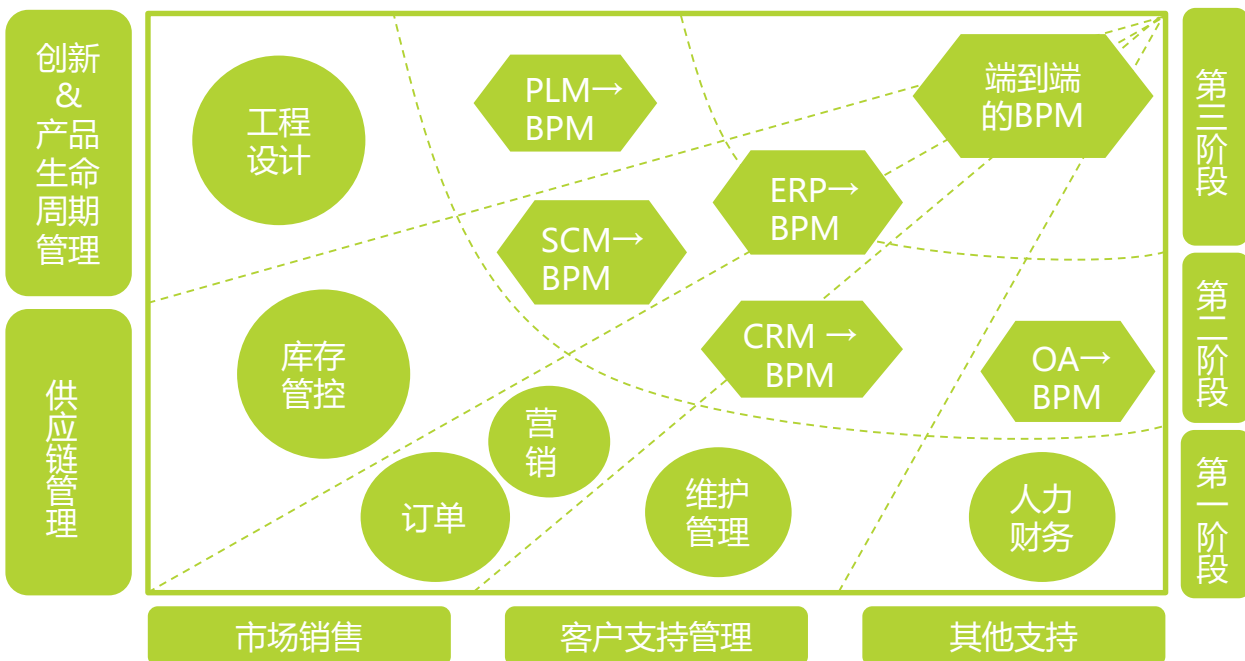 创新
&
产品
生命
周期
管理
供应链管理
工程
设计
PLM→
BPM
端到端
的BPM
SCM→
BPM
ERP→
BPM
库存
管控
CRM →
BPM
OA→
BPM
营
销
订单
维护
管理
人力
财务
第三阶段
第二阶段
第一阶段
市场销售
客户支持管理
其他支持